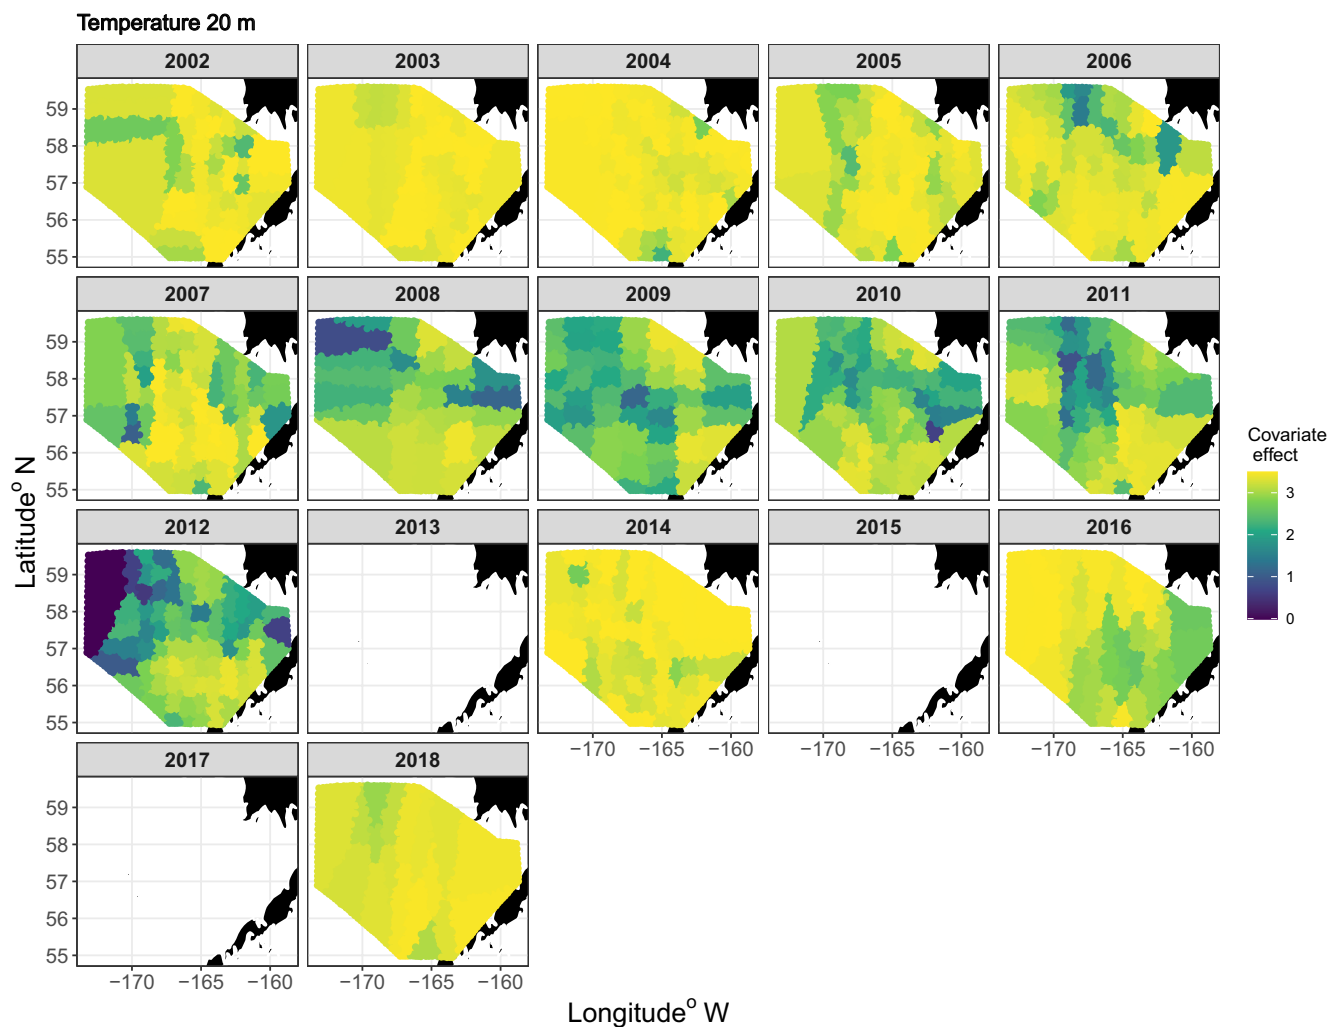 Temperature 20 m
2002 2003 2004 2005 2006
59
58
57
56
55
2007 2008 2009 2010 2011
59
58
57
56
55
2012 2013 2014 2015 2016
59
58
57
56
55
−170 −165 −160 −170 −165 −160 −170 −165 −160
2017 2018
59
58
57
56
55
−170 −165 −160 −170 −165 −160
Latitude° N
Longitude° W
Covariate
effect
3
2
1
0